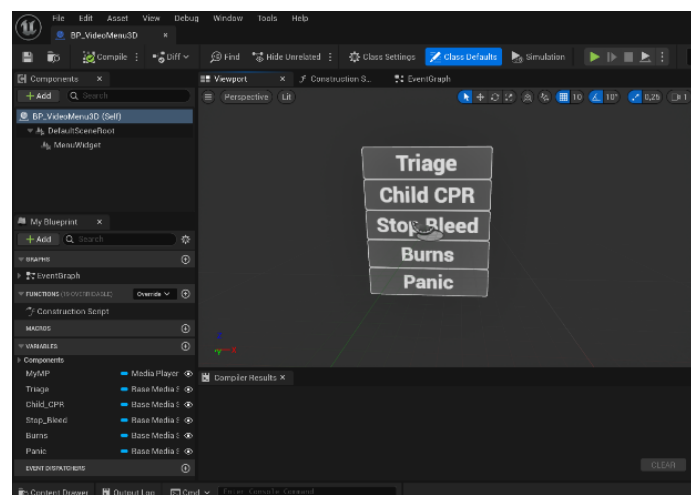 File Edit Asset View Debug Window Tools Help
BP_VideoMenu3D
Compile Diff Find Hide Unrelated Class Settings Class Defaults Simulation
Components
Viewport Construction S... EventGraph
+ Add Search
Perspective Lit
10 10° 0,25 1
BP_VideoMenu3D (Self)
DefaultSceneRoot
MenuWidget
Triage
Child CPR
Stop Bleed
Burns
Panic
My Blueprint
+ Add Search
GRAPHS
EventGraph
FUNCTIONS (19 OVERRIDABLE) Override
Construction Script
MACROS
VARIABLES
Components
MyMP Media Player
Triage Base Media S
Child_CPR Base Media S
Stop_Bleed Base Media S
Burns Base Media S
Panic Base Media S
EVENT DISPATCHERS
Z
Y X
Compiler Results
CLEAR
Content Drawer Output Log Cmd Enter Console Command